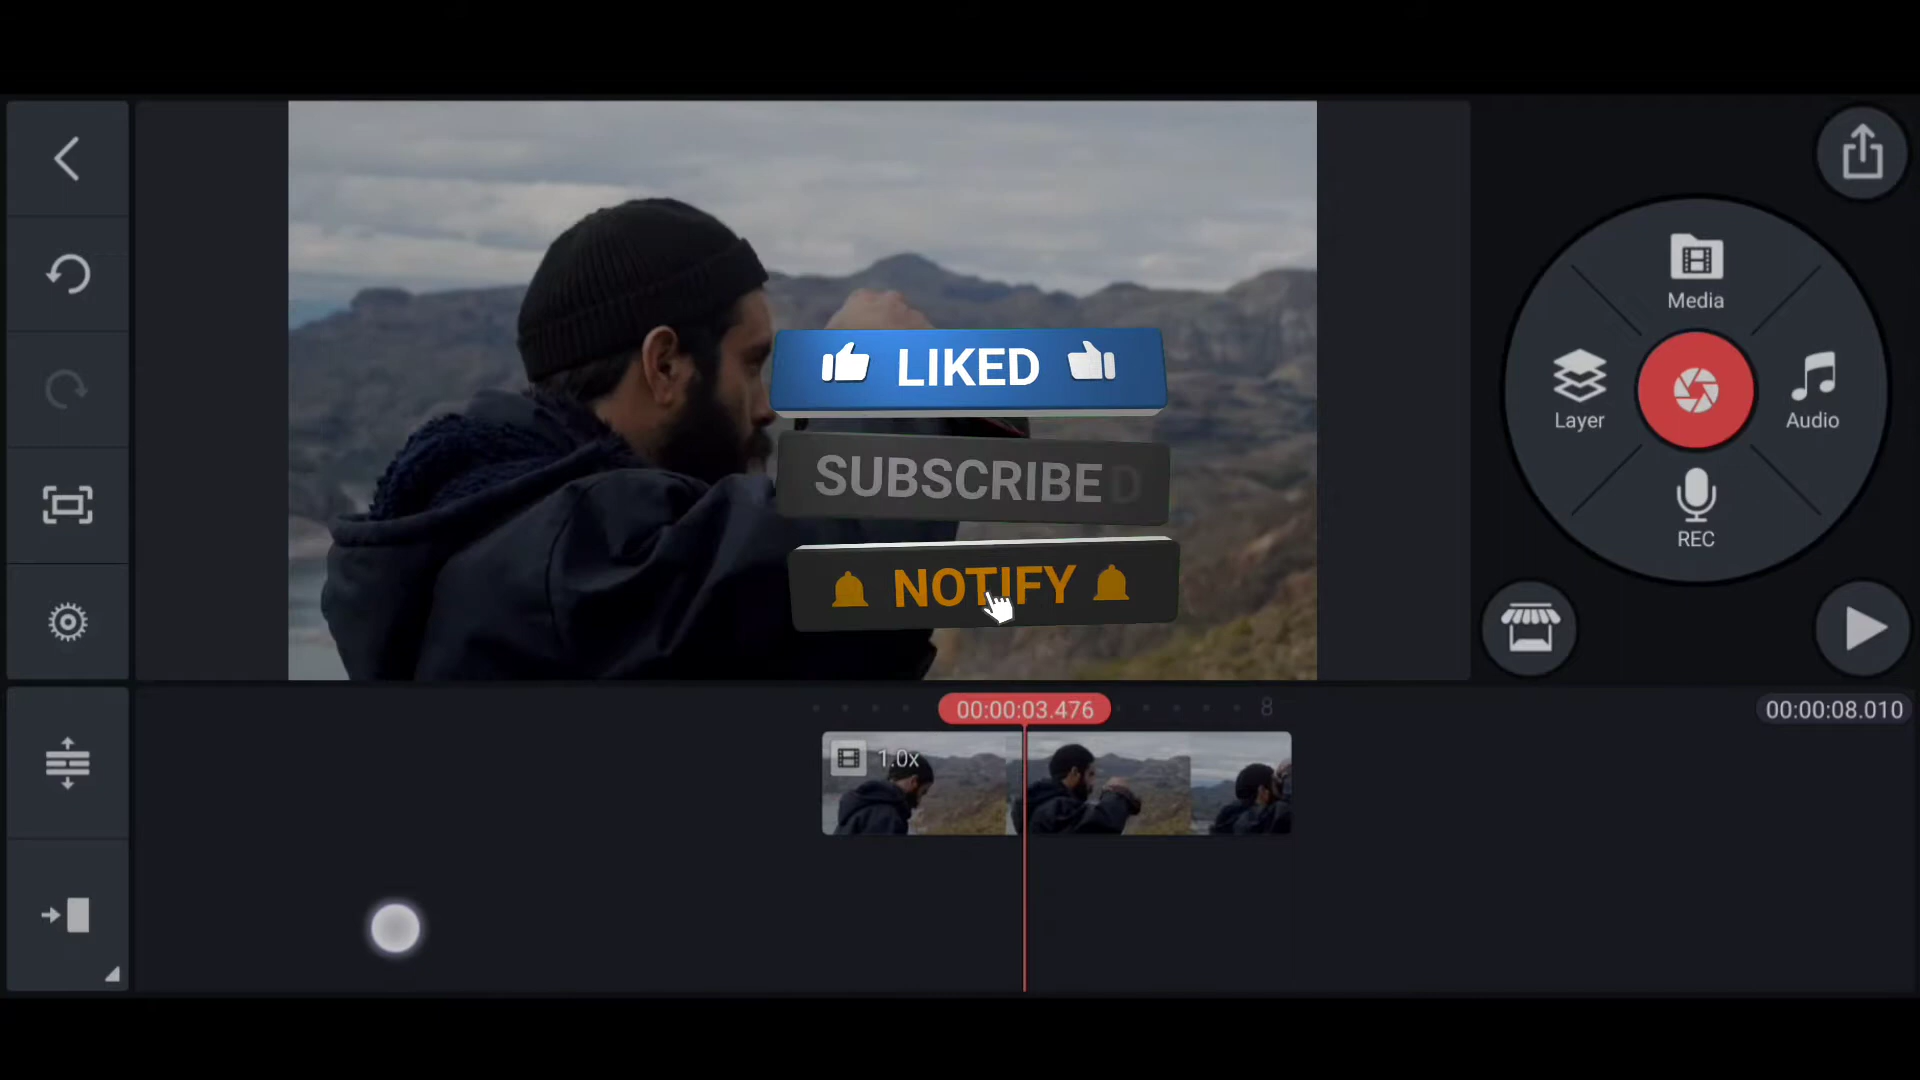 Media
LIKED
Layer
Audio
SUBSCRIBED
REC
NOTIFY
00:00:03.476
8
00:00:08.010
1.0x